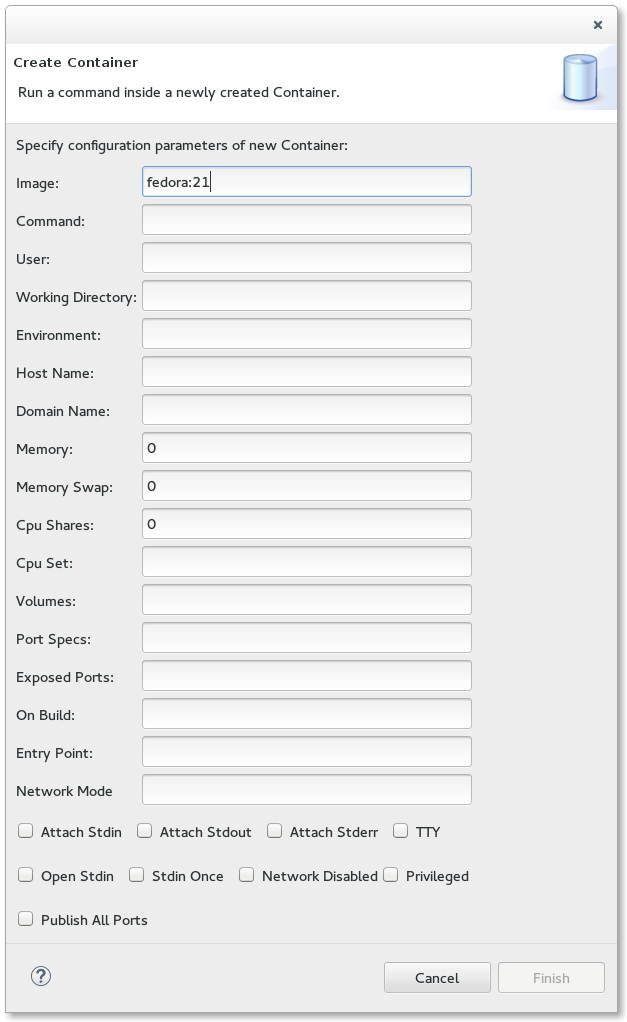 Create Container
Run a command inside a newly created Container.
Specify configuration parameters of new Container:
Image: fedora:21
Command:
User:
Working Directory:
Environment:
Host Name:
Domain Name:
Memory: 0
Memory Swap: 0
Cpu Shares: 0
Cpu Set:
Volumes:
Port Specs:
Exposed Ports:
On Build:
Entry Point:
Network Mode
Attach Stdin Attach Stdout Attach Stderr TTY
Open Stdin Stdin Once Network Disabled Privileged
Publish All Ports
? Cancel Finish